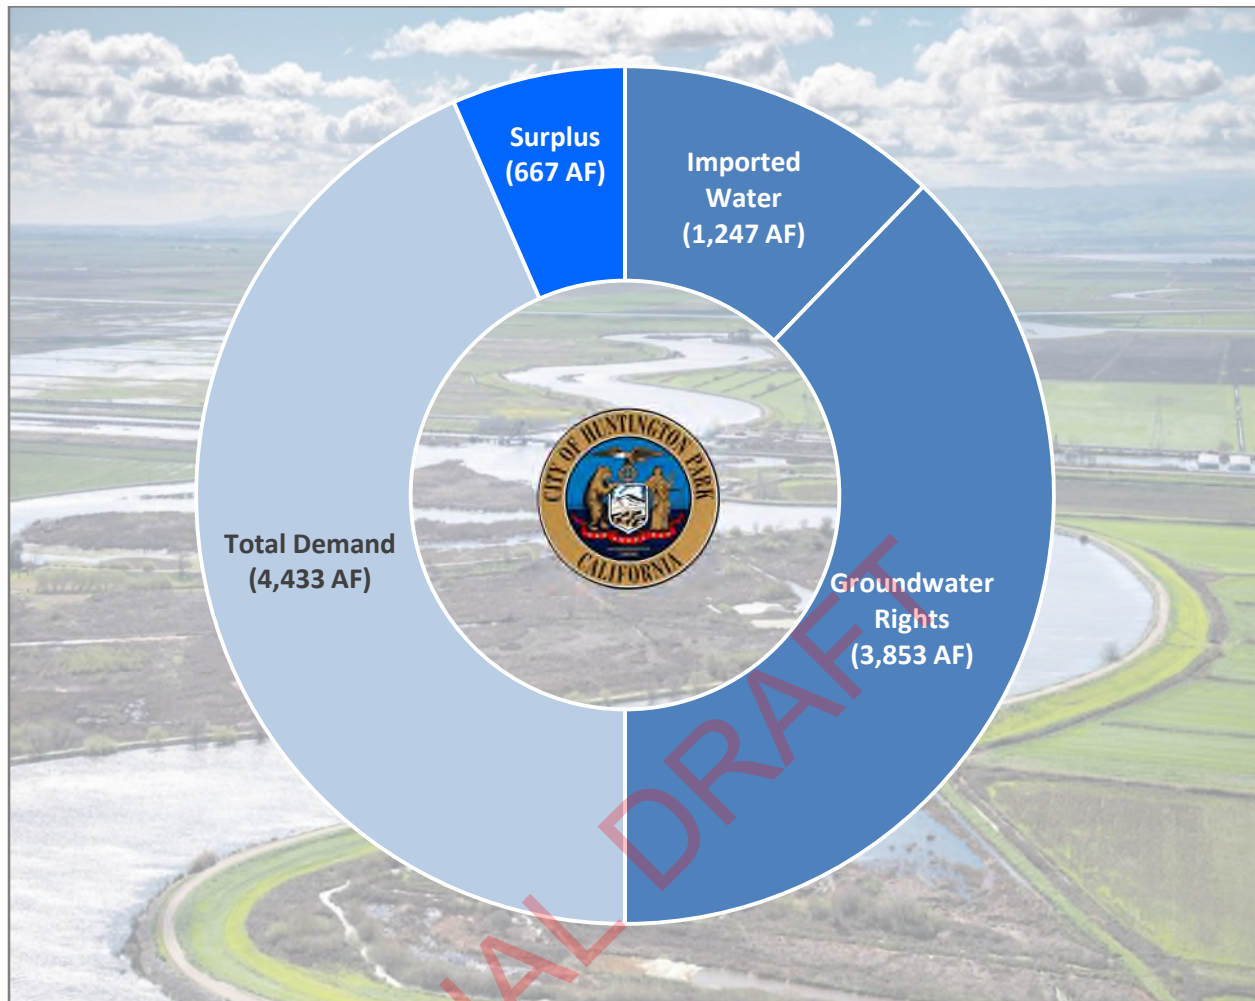 Surplus
(667 AF)
Imported
Water
(1,247 AF)
CITY OF HUNTINGTON PARK
CALIFORNIA
Total Demand
(4,433 AF)
Groundwater
Rights
(3,853 AF)
AL DRAFT